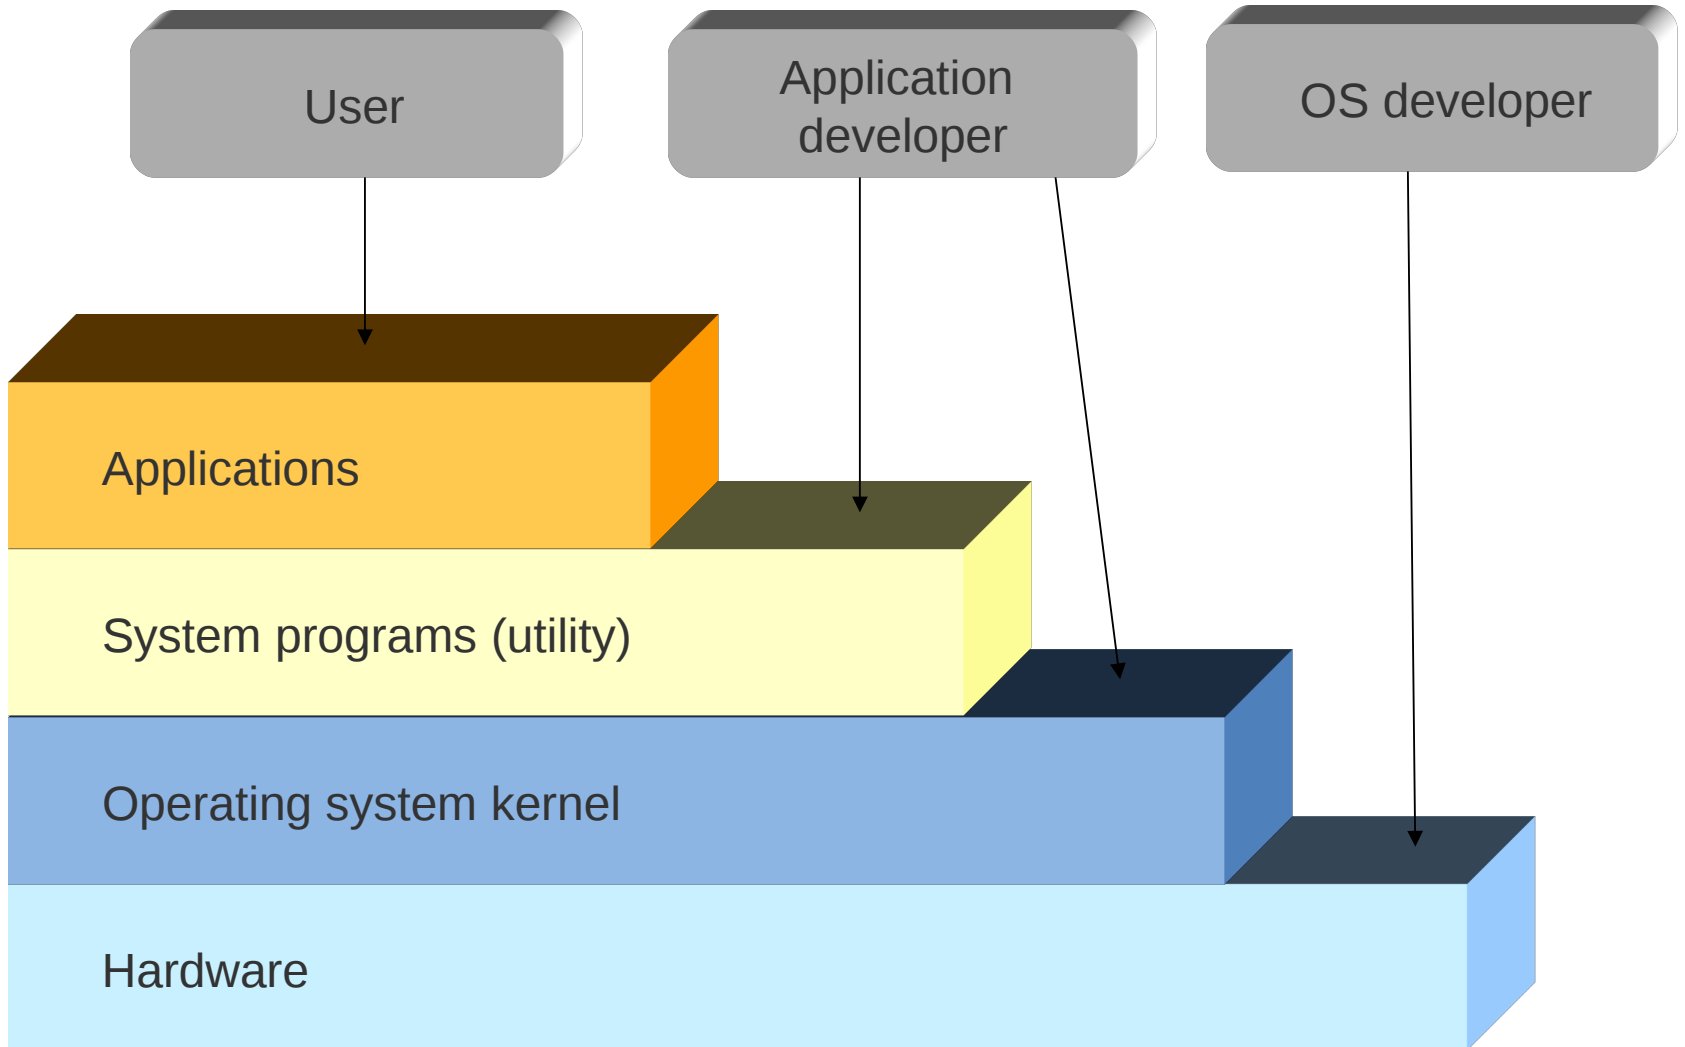 User
Application
developer
OS developer
Applications
System programs (utility)
Operating system kernel
Hardware